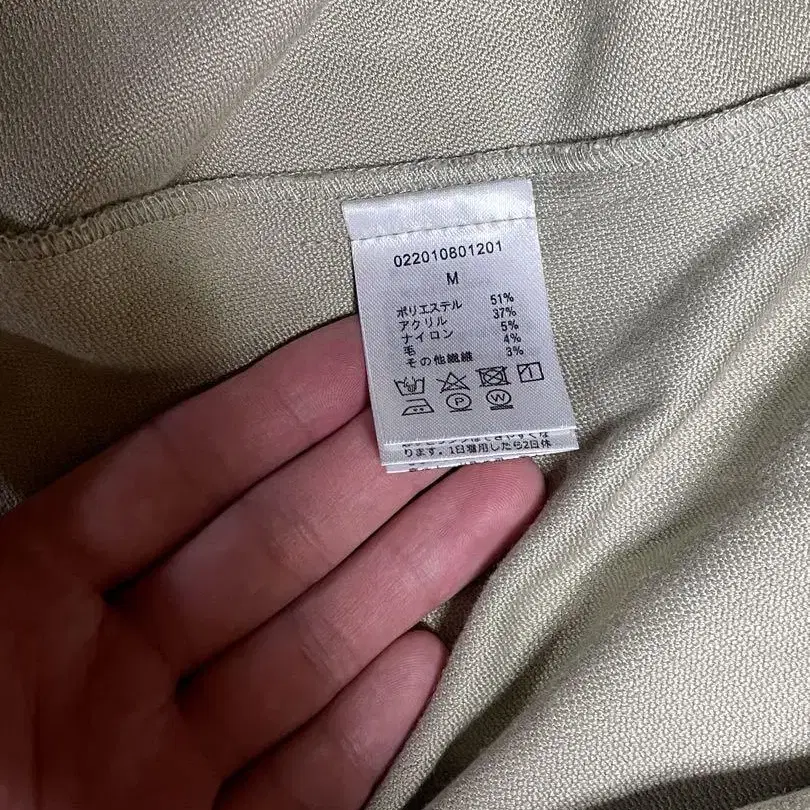 022010801201
M
ポリエステル 51%
アクリル 37%
ナイロン 5%
毛 4%
その他繊維 3%
P W
ります。1日着用したら2日休